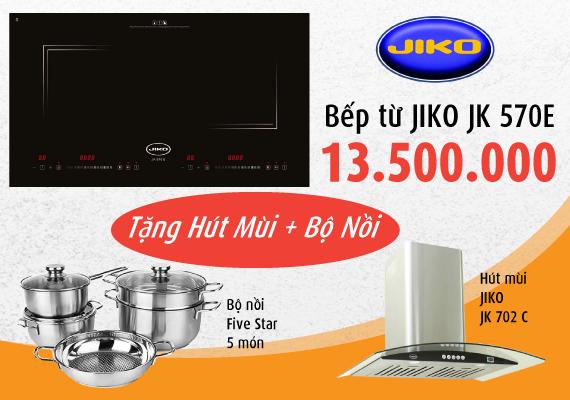 JIKO
JIKO
Bếp từ JIKO JK 570E
13.500.000
Tặng Hút Mùi + Bộ Nồi
Bộ nồi
Five Star
5 món
Hút mùi
JIKO
JK 702 C